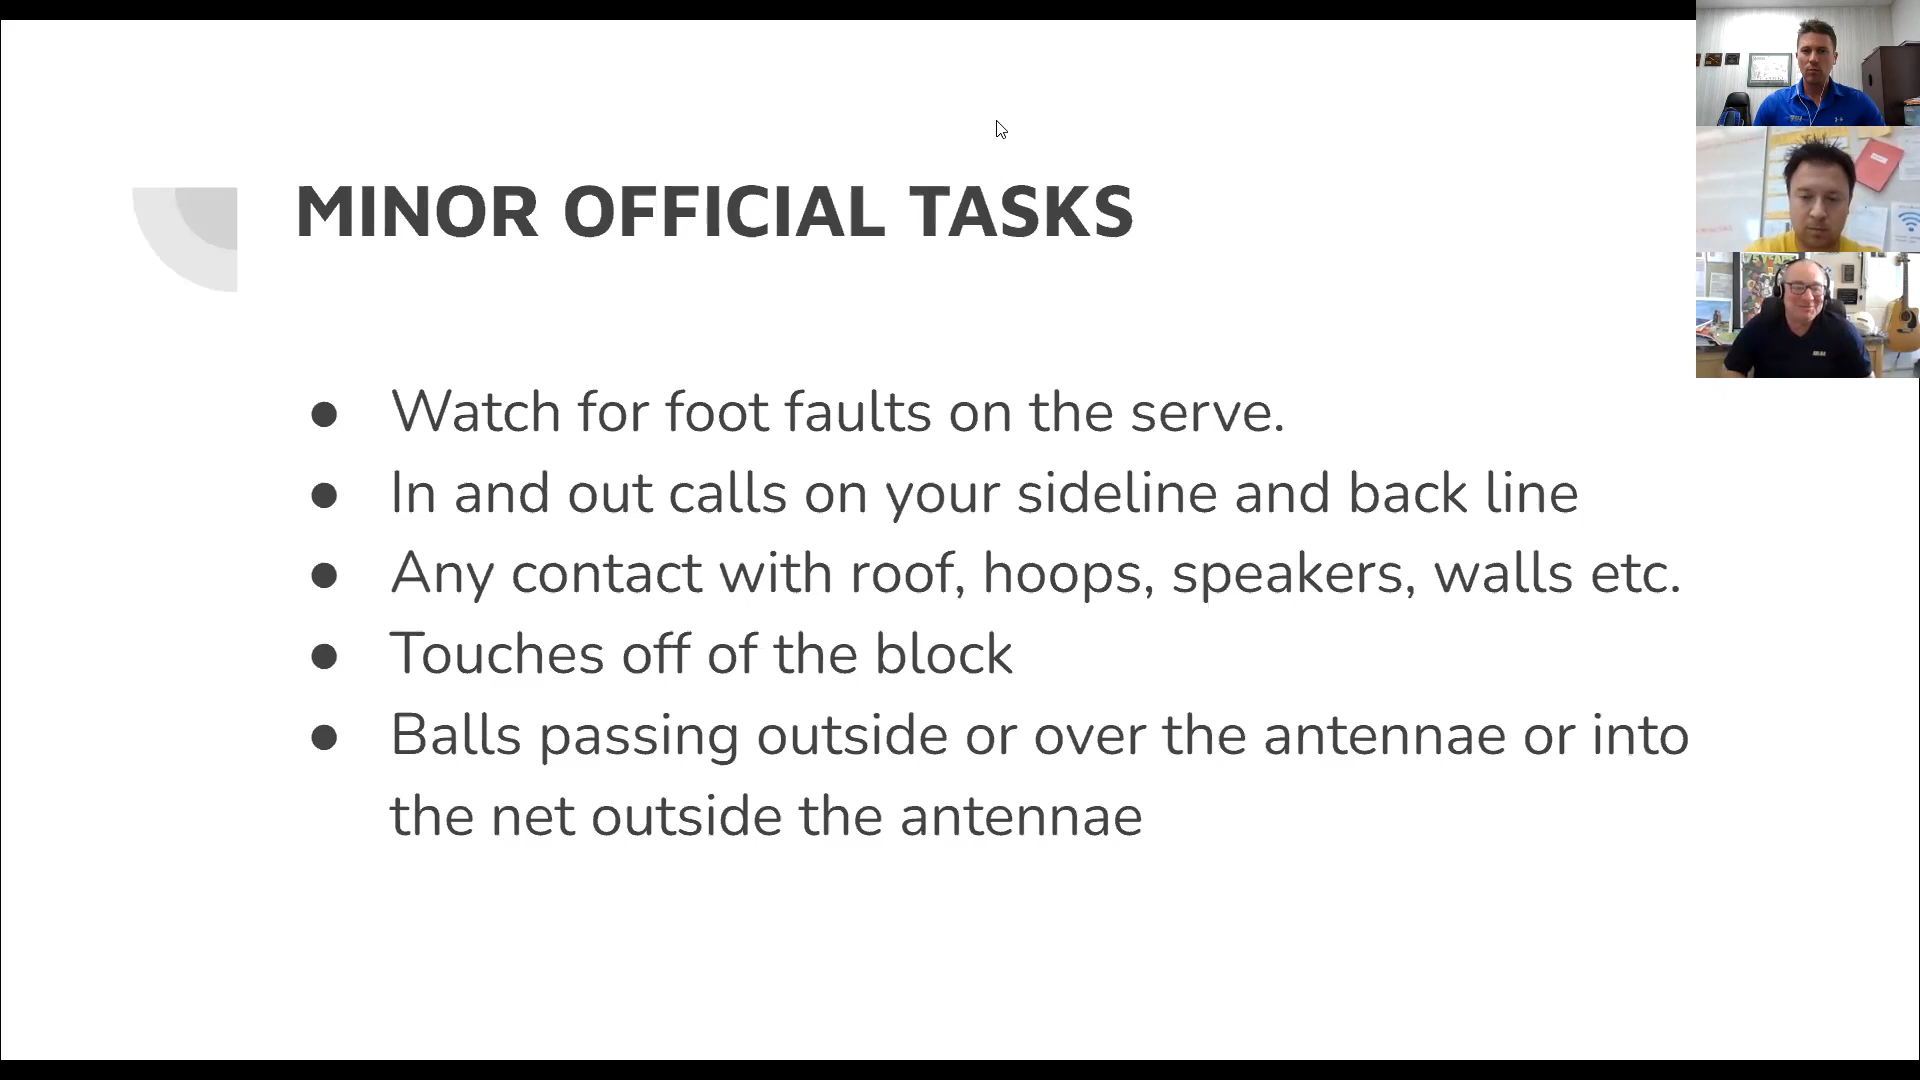 MINOR OFFICIAL TASKS
● Watch for foot faults on the serve.
● In and out calls on your sideline and back line
● Any contact with roof, hoops, speakers, walls etc.
● Touches off of the block
● Balls passing outside or over the antennae or into
the net outside the antennae